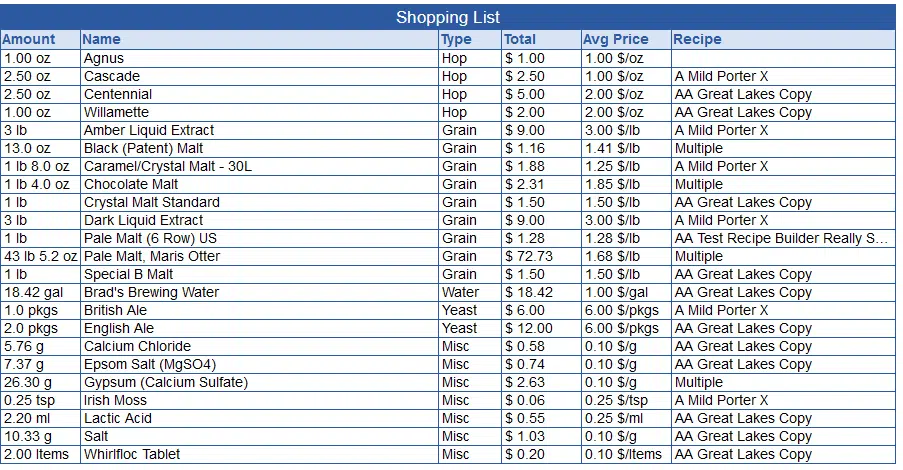 Shopping List
Amount Name Type Total Avg Price Recipe
1.00 oz Agnus Hop $ 1.00 1.00 $/oz
2.50 oz Cascade Hop $ 2.50 1.00 $/oz A Mild Porter X
2.50 oz Centennial Hop $ 5.00 2.00 $/oz AA Great Lakes Copy
1.00 oz Willamette Hop $ 2.00 2.00 $/oz AA Great Lakes Copy
3 lb Amber Liquid Extract Grain $ 9.00 3.00 $/lb A Mild Porter X
13.0 oz Black (Patent) Malt Grain $ 1.16 1.41 $/lb Multiple
1 lb 8.0 oz Caramel/Crystal Malt - 30L Grain $ 1.88 1.25 $/lb A Mild Porter X
1 lb 4.0 oz Chocolate Malt Grain $ 2.31 1.85 $/lb Multiple
1 lb Crystal Malt Standard Grain $ 1.50 1.50 $/lb AA Great Lakes Copy
3 lb Dark Liquid Extract Grain $ 9.00 3.00 $/lb A Mild Porter X
1 lb Pale Malt (6 Row) US Grain $ 1.28 1.28 $/lb AA Test Recipe Builder Really S...
43 lb 5.2 oz Pale Malt, Maris Otter Grain $ 72.73 1.68 $/lb Multiple
1 lb Special B Malt Grain $ 1.50 1.50 $/lb AA Great Lakes Copy
18.42 gal Brad's Brewing Water Water $ 18.42 1.00 $/gal AA Great Lakes Copy
1.0 pkgs British Ale Yeast $ 6.00 6.00 $/pkgs A Mild Porter X
2.0 pkgs English Ale Yeast $ 12.00 6.00 $/pkgs AA Great Lakes Copy
5.76 g Calcium Chloride Misc $ 0.58 0.10 $/g AA Great Lakes Copy
7.37 g Epsom Salt (MgSO4) Misc $ 0.74 0.10 $/g AA Great Lakes Copy
26.30 g Gypsum (Calcium Sulfate) Misc $ 2.63 0.10 $/g Multiple
0.25 tsp Irish Moss Misc $ 0.06 0.25 $/tsp A Mild Porter X
2.20 ml Lactic Acid Misc $ 0.55 0.25 $/ml AA Great Lakes Copy
10.33 g Salt Misc $ 1.03 0.10 $/g AA Great Lakes Copy
2.00 Items Whirlfloc Tablet Misc $ 0.20 0.10 $/Items AA Great Lakes Copy